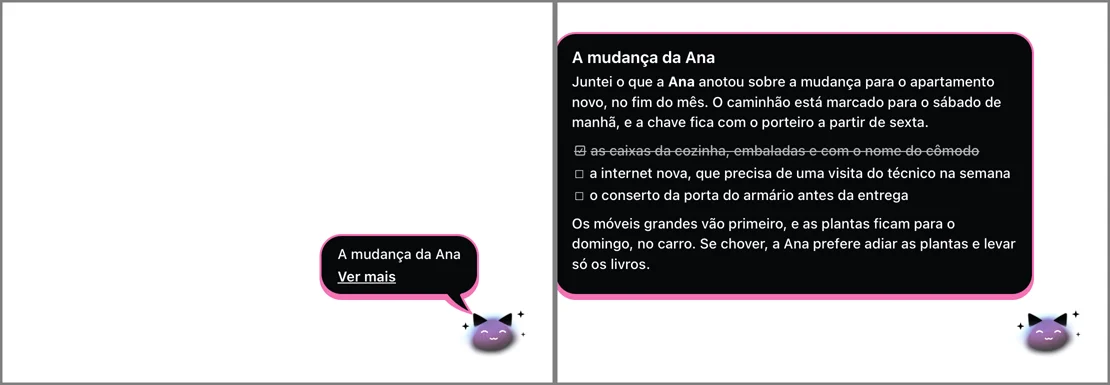 A mudança da Ana
Ver mais
A mudança da Ana
Juntei o que a Ana anotou sobre a mudança para o apartamento
novo, no fim do mês. O caminhão está marcado para o sábado de
manhã, e a chave fica com o porteiro a partir de sexta.
as caixas da cozinha, embaladas e com o nome do cômodo
a internet nova, que precisa de uma visita do técnico na semana
o conserto da porta do armário antes da entrega
Os móveis grandes vão primeiro, e as plantas ficam para o
domingo, no carro. Se chover, a Ana prefere adiar as plantas e levar
só os livros.